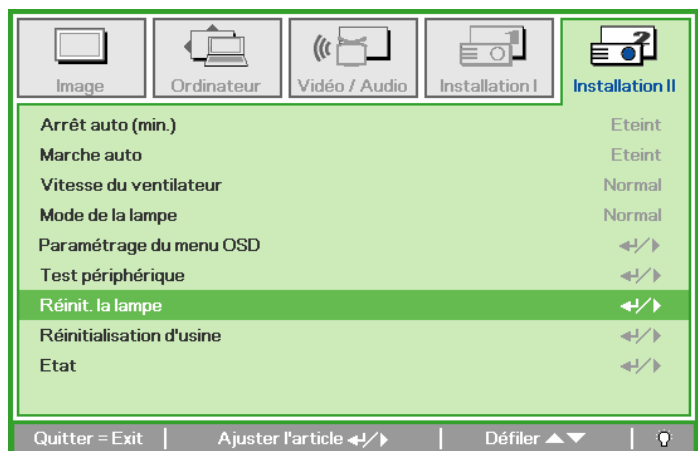 Image
Ordinateur
Vidéo / Audio
Installation I
Installation II
Arrêt auto (min.) Eteint
Marche auto Eteint
Vitesse du ventilateur Normal
Mode de la lampe Normal
Paramétrage du menu OSD
Test périphérique
Réinit. la lampe
Réinitialisation d'usine
Etat
Quitter = Exit Ajuster l'article Défiler